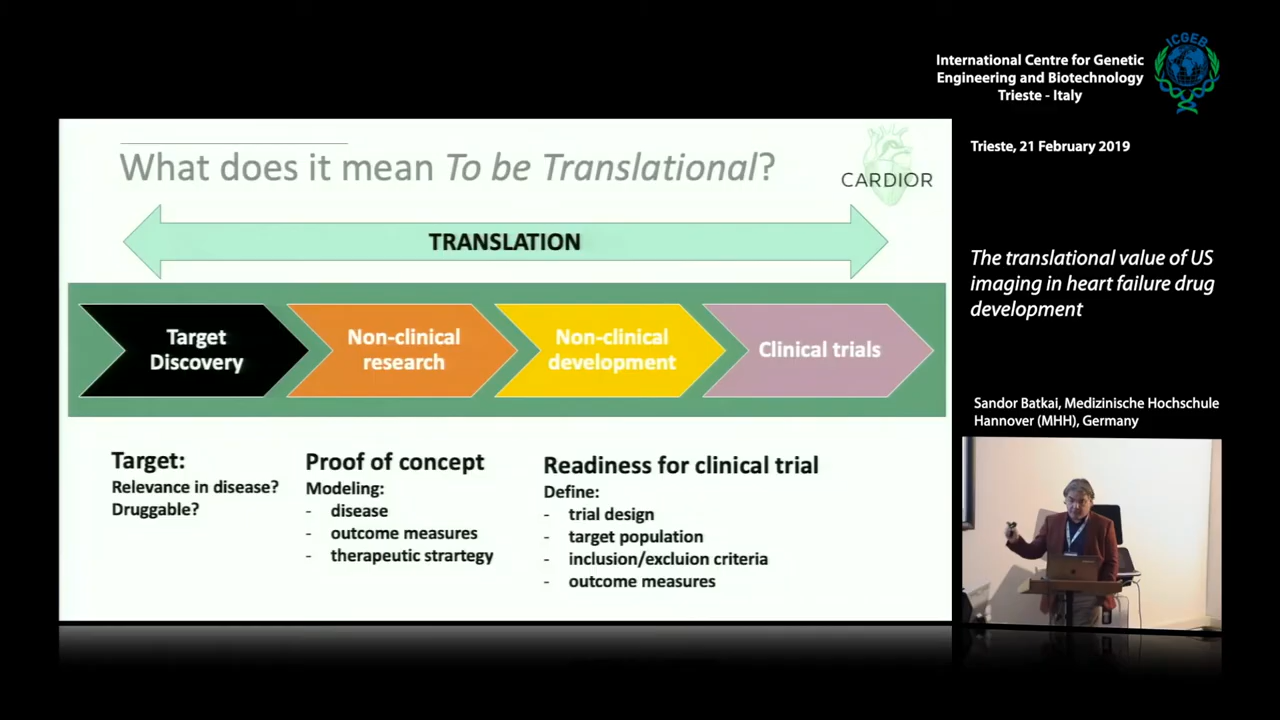 ICGEB
International Centre for Genetic
Engineering and Biotechnology
Trieste - Italy
Trieste, 21 February 2019
What does it mean To be Translational?
CARDIOR
TRANSLATION
Target
Discovery
Non-clinical
research
Non-clinical
development
Clinical trials
Target:
Relevance in disease?
Druggable?
Proof of concept
Modeling:
- disease
- outcome measures
- therapeutic strartegy
Readiness for clinical trial
Define:
- trial design
- target population
- inclusion/excluion criteria
- outcome measures
The translational value of US
imaging in heart failure drug
development
Sandor Batkai, Medizinische Hochschule
Hannover (MHH), Germany